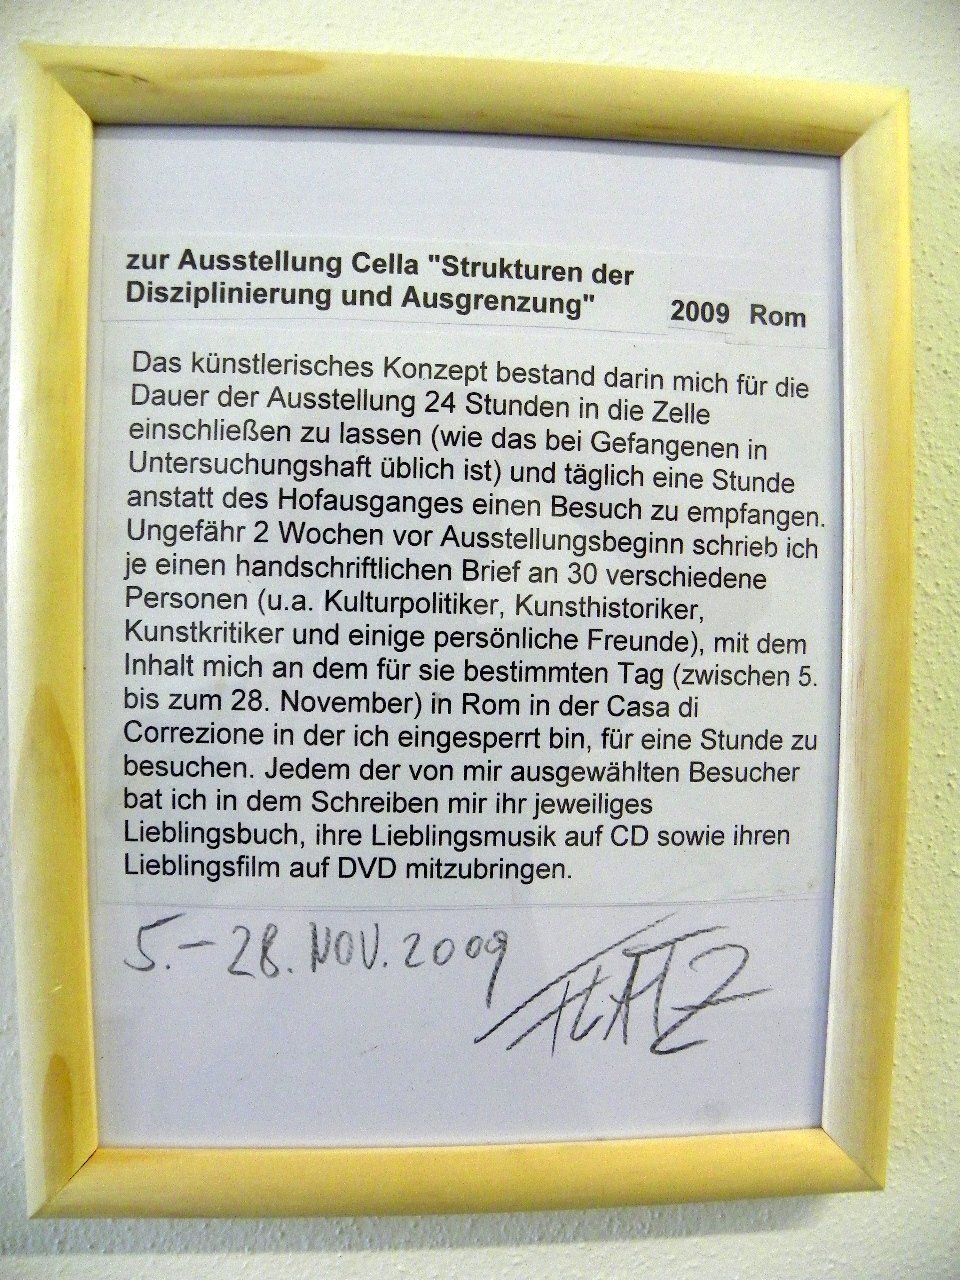 zur Ausstellung Cella "Strukturen der
Disziplinierung und Ausgrenzung" 2009 Rom
Das künstlerisches Konzept bestand darin mich für die
Dauer der Ausstellung 24 Stunden in die Zelle
einschließen zu lassen (wie das bei Gefangenen in
Untersuchungshaft üblich ist) und täglich eine Stunde
anstatt des Hofausganges einen Besuch zu empfangen.
Ungefähr 2 Wochen vor Ausstellungsbeginn schrieb ich
je einen handschriftlichen Brief an 30 verschiedene
Personen (u.a. Kulturpolitiker, Kunsthistoriker,
Kunstkritiker und einige persönliche Freunde), mit dem
Inhalt mich an dem für sie bestimmten Tag (zwischen 5.
bis zum 28. November) in Rom in der Casa di
Correzione in der ich eingesperrt bin, für eine Stunde zu
besuchen. Jedem der von mir ausgewählten Besucher
bat ich in dem Schreiben mir ihr jeweiliges
Lieblingsbuch, ihre Lieblingsmusik auf CD sowie ihren
Lieblingsfilm auf DVD mitzubringen.
5.-28. NOV. 2009
FLATZ